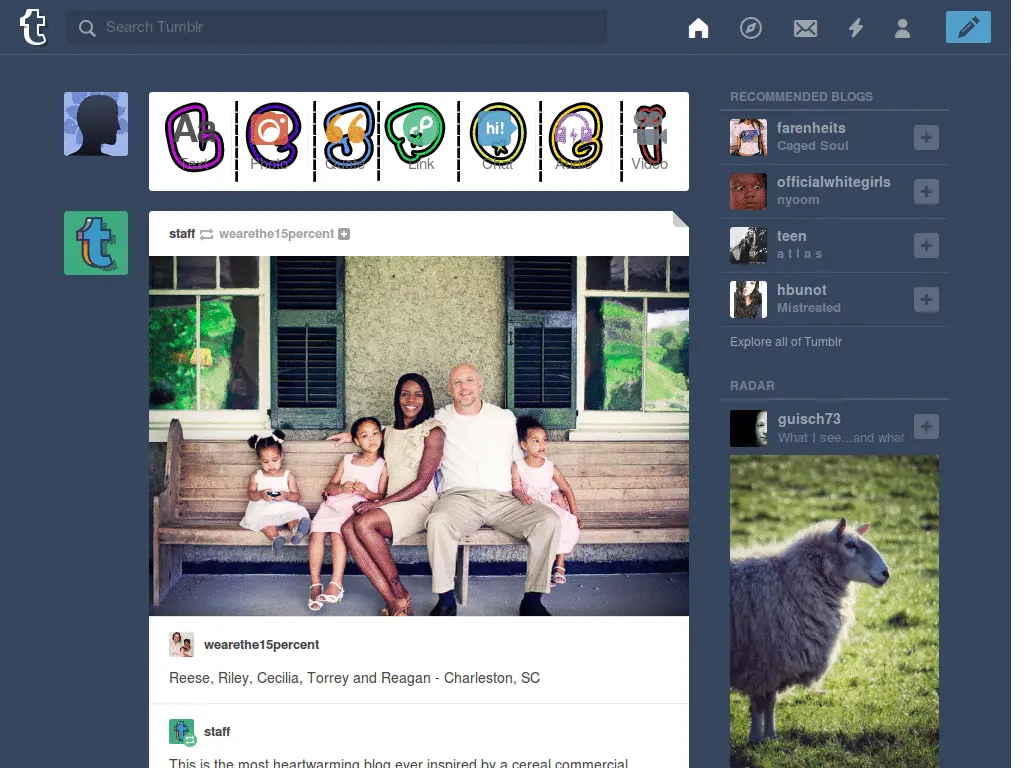 t
Search Tumblr
Aa
hi!
Text
Photo
Quote
Link
Chat
Audio
Video
staff wearethe15percent
wearethe15percent
Reese, Riley, Cecilia, Torrey and Reagan - Charleston, SC
staff
This is the most heartwarming blog ever inspired by a cereal commercial
RECOMMENDED BLOGS
farenheits
Caged Soul
officialwhitegirls
nyoom
teen
a t l a s
hbunot
Mistreated
Explore all of Tumblr
RADAR
guisch73
What I see...and what